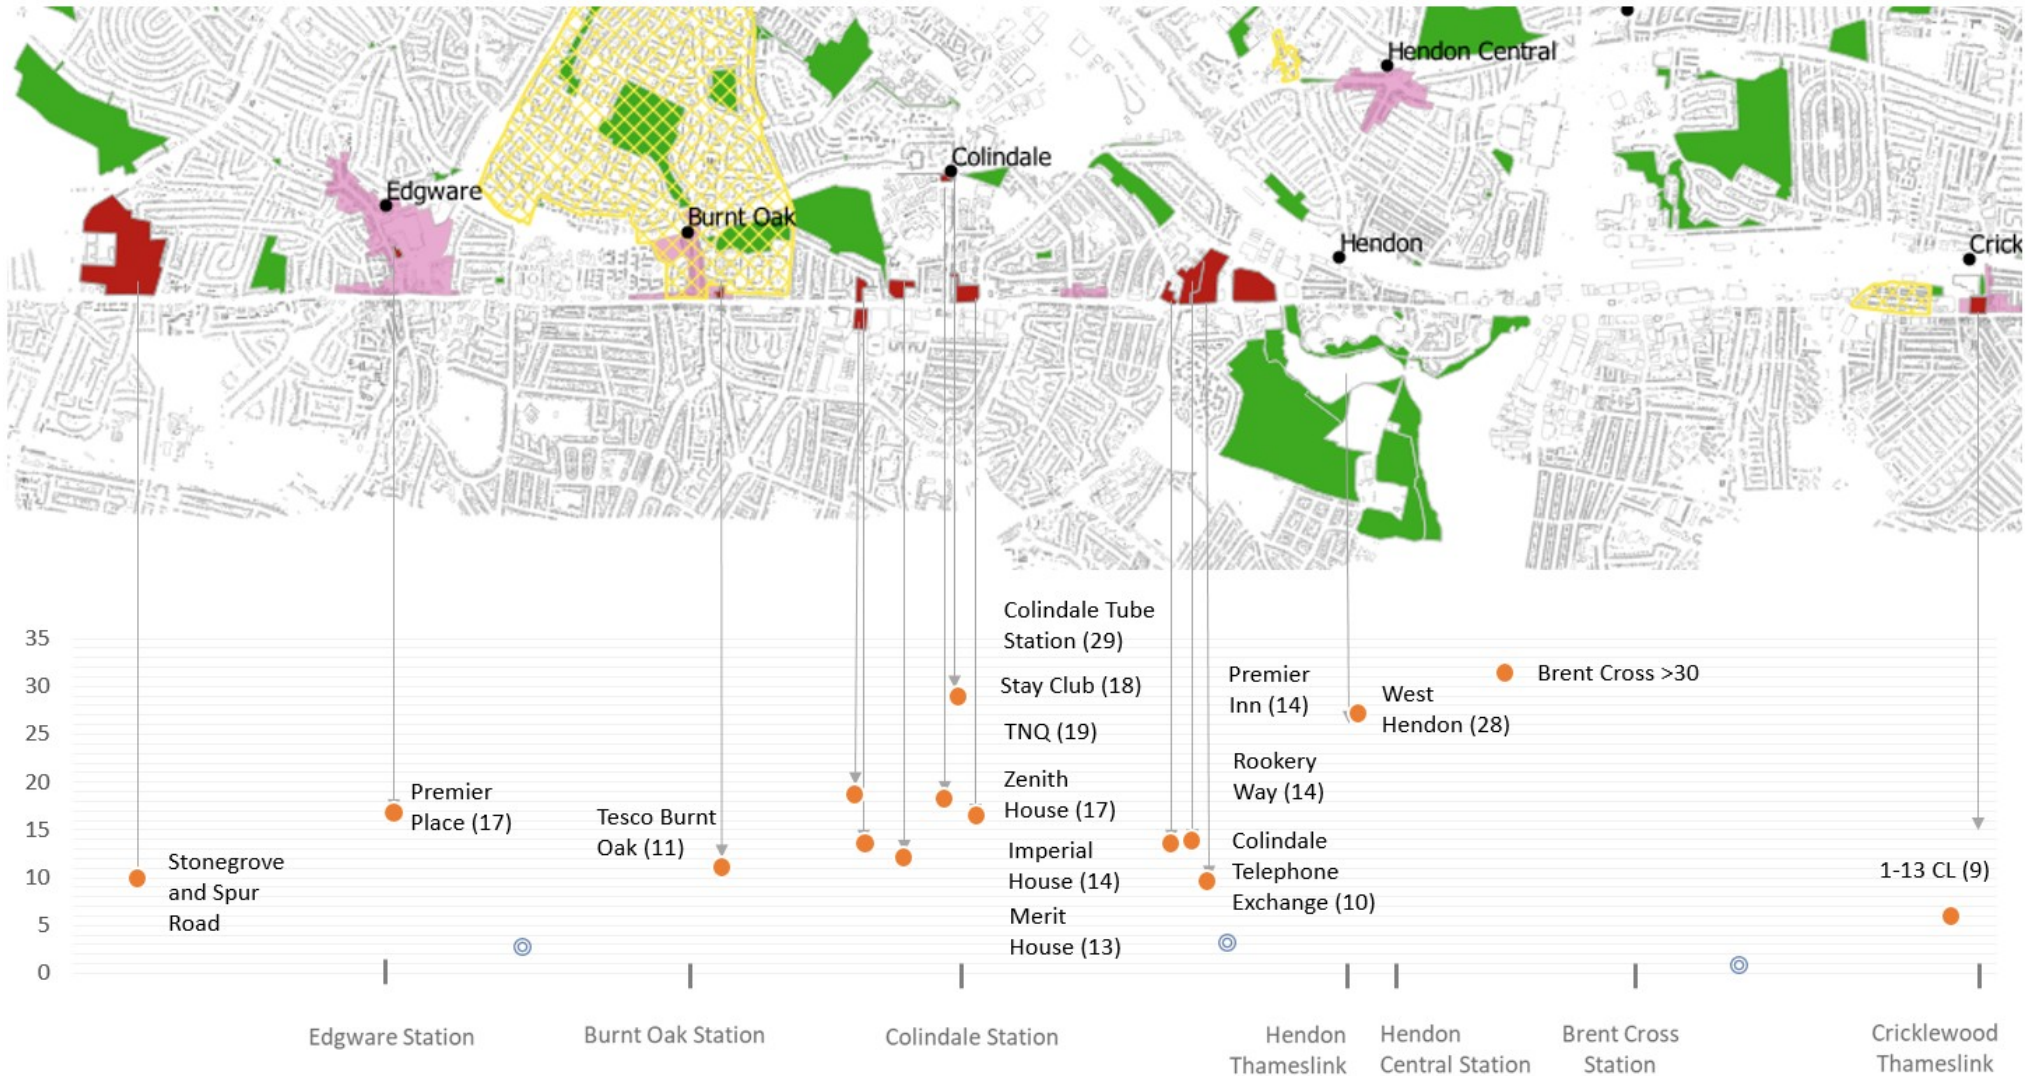 Hendon Central
Colindale
Edgware
Burnt Oak
Hendon
Crick
Colindale Tube
Station (29)
Stay Club (18)
TNQ (19)
Zenith
House (17)
Imperial
House (14)
Merit
House (13)
Premier
Inn (14)
West
Hendon (28)
Brent Cross >30
Rookery
Way (14)
Colindale
Telephone
Exchange (10)
Premier
Place (17)
Tesco Burnt
Oak (11)
Stonegrove
and Spur
Road
1-13 CL (9)
35
30
25
20
15
10
5
0
Edgware Station
Burnt Oak Station
Colindale Station
Hendon
Thameslink
Hendon
Central Station
Brent Cross
Station
Cricklewood
Thameslink